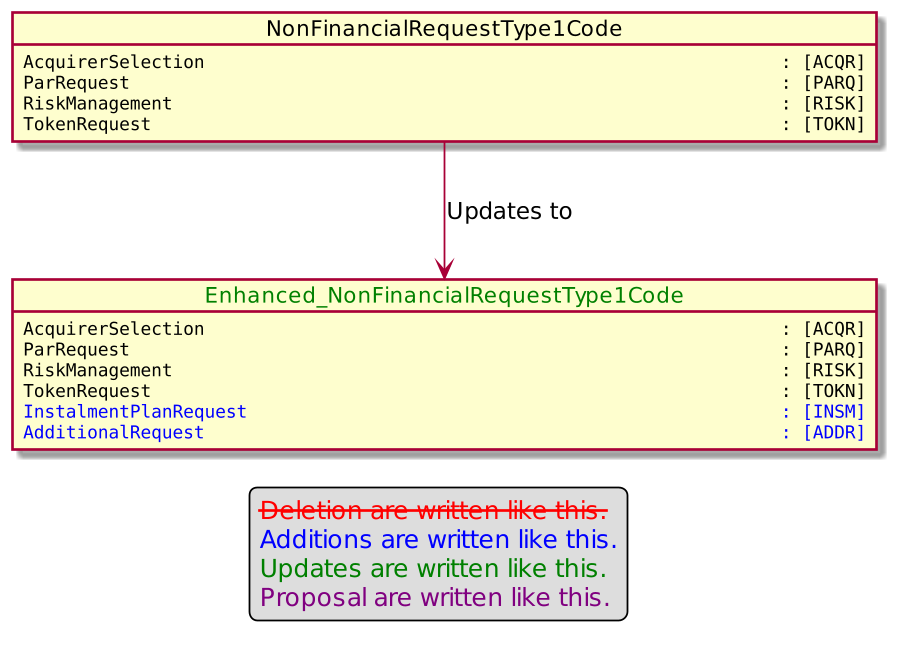 NonFinancialRequestType1Code
AcquirerSelection : [ACQR]
ParRequest : [PARQ]
RiskManagement : [RISK]
TokenRequest : [TOKN]
Updates to
Enhanced_NonFinancialRequestType1Code
AcquirerSelection : [ACQR]
ParRequest : [PARQ]
RiskManagement : [RISK]
TokenRequest : [TOKN]
InstalmentPlanRequest : [INSM]
AdditionalRequest : [ADDR]
Deletion are written like this.
Additions are written like this.
Updates are written like this.
Proposal are written like this.